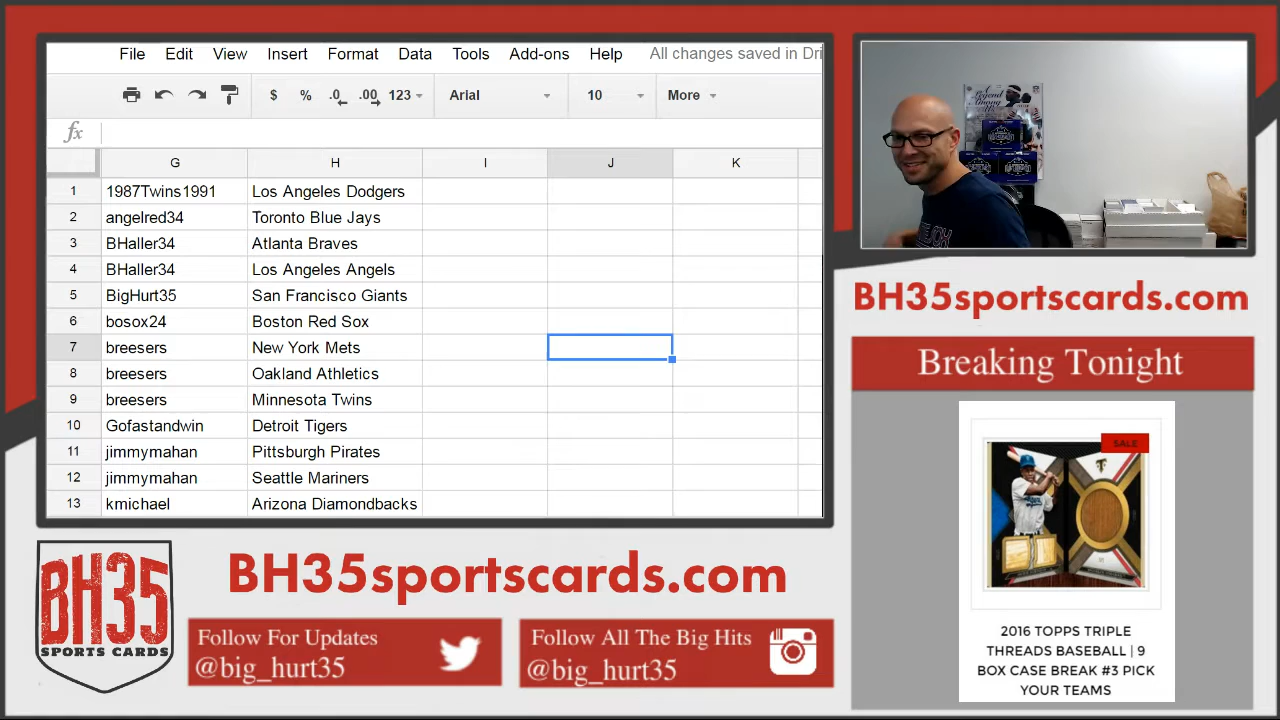 File Edit View Insert Format Data Tools Add-ons Help All changes saved in Dri
$ % .0 .00 123 Arial 10 More
fx
G H I J K
1 1987Twins1991 Los Angeles Dodgers
2 angelred34 Toronto Blue Jays
3 BHaller34 Atlanta Braves
4 BHaller34 Los Angeles Angels
5 BigHurt35 San Francisco Giants
6 bosox24 Boston Red Sox
7 breesers New York Mets
8 breesers Oakland Athletics
9 breesers Minnesota Twins
10 Gofastandwin Detroit Tigers
11 jimmymahan Pittsburgh Pirates
12 jimmymahan Seattle Mariners
13 kmichael Arizona Diamondbacks
BH35sportscards.com
Breaking Tonight
SALE
2016 TOPPS TRIPLE
THREADS BASEBALL | 9
BOX CASE BREAK #3 PICK
YOUR TEAMS
BH35
SPORTS CARDS
BH35sportscards.com
Follow For Updates
@big_hurt35
Follow All The Big Hits
@big_hurt35